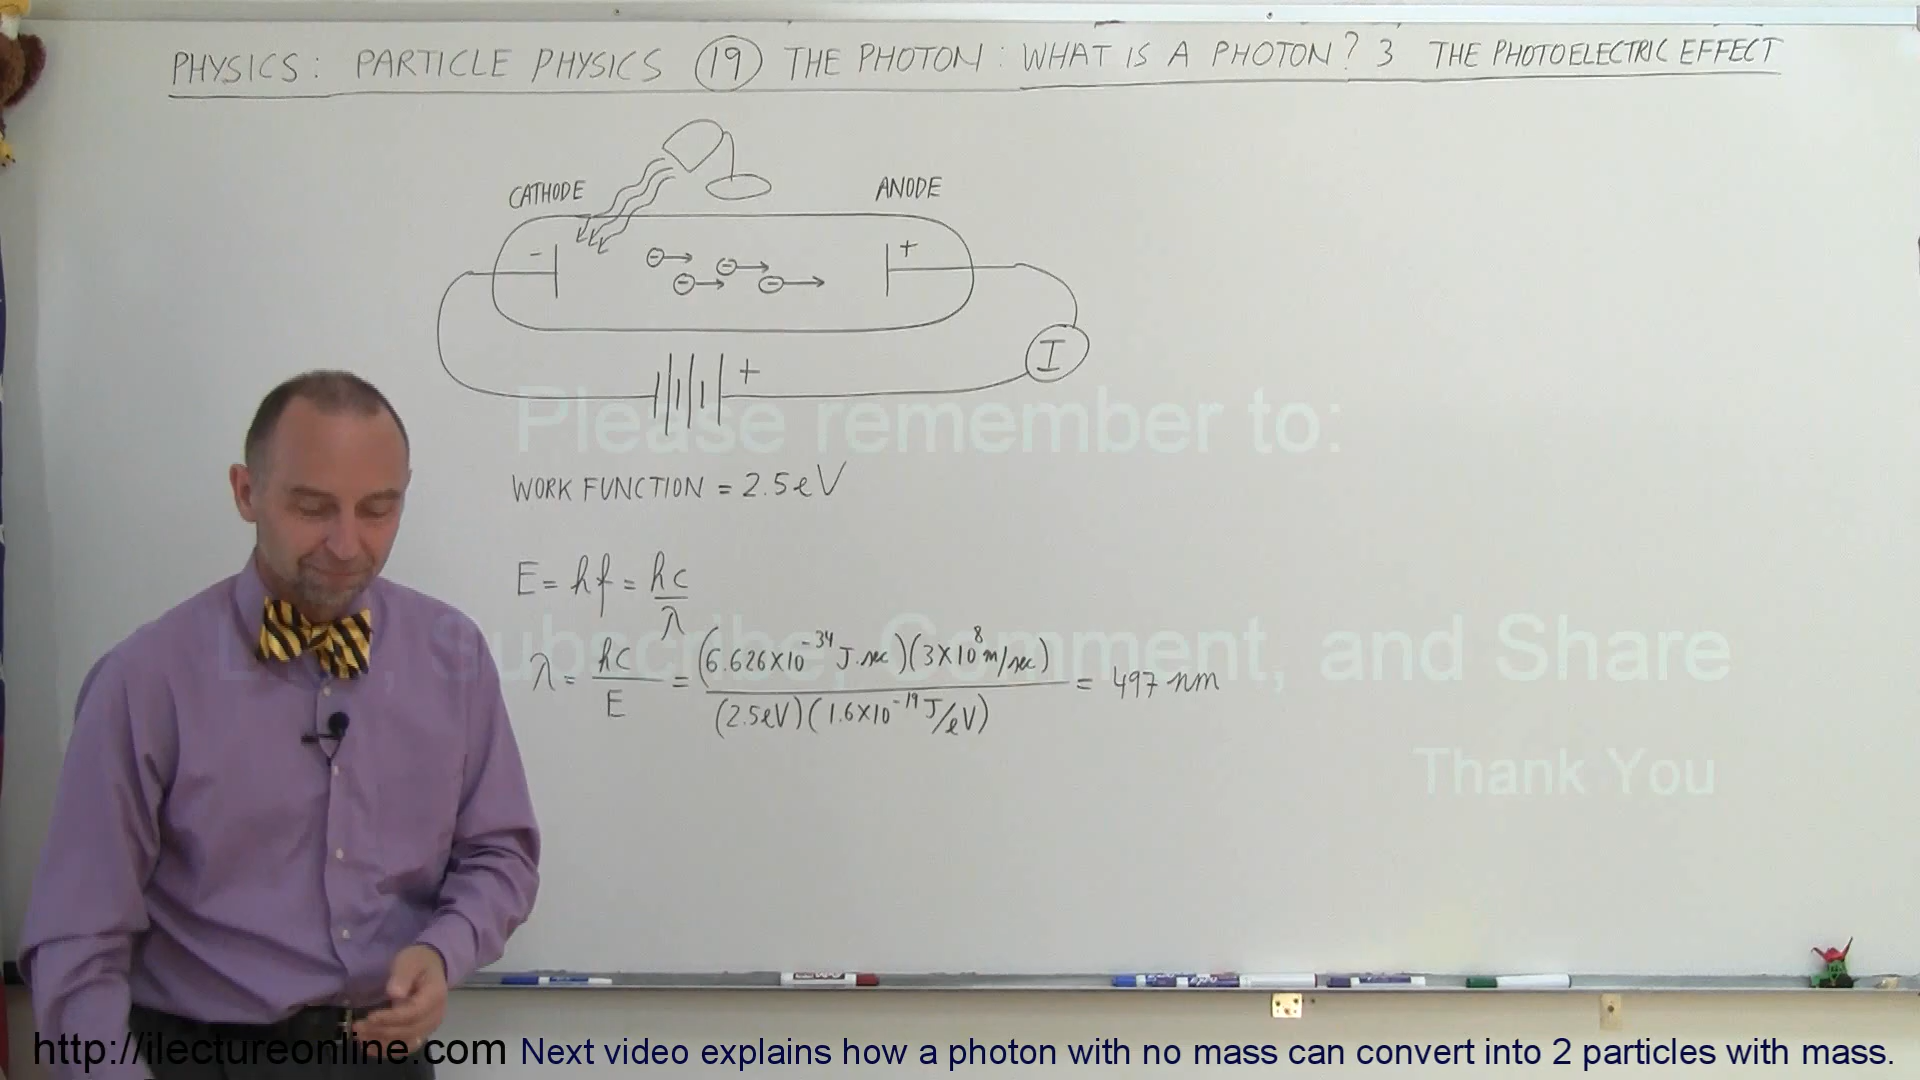 PHYSICS: PARTICLE PHYSICS 19 THE PHOTON: WHAT IS A PHOTON? 3 THE PHOTOELECTRIC EFFECT
CATHODE
ANODE
- +
⊖→ ⊖→
⊖→ ⊖→
I
+
Please remember to:
WORK FUNCTION = 2.5eV
E = hf = hc/λ
Subscribe, Comment, and Share
λ = hc/E = (6.626×10⁻³⁴ J.sec)(3×10⁸ m/sec)/(2.5eV)(1.6×10⁻¹⁹ J/eV) = 497 nm
Thank You
http://ilectureonline.com Next video explains how a photon with no mass can convert into 2 particles with mass.